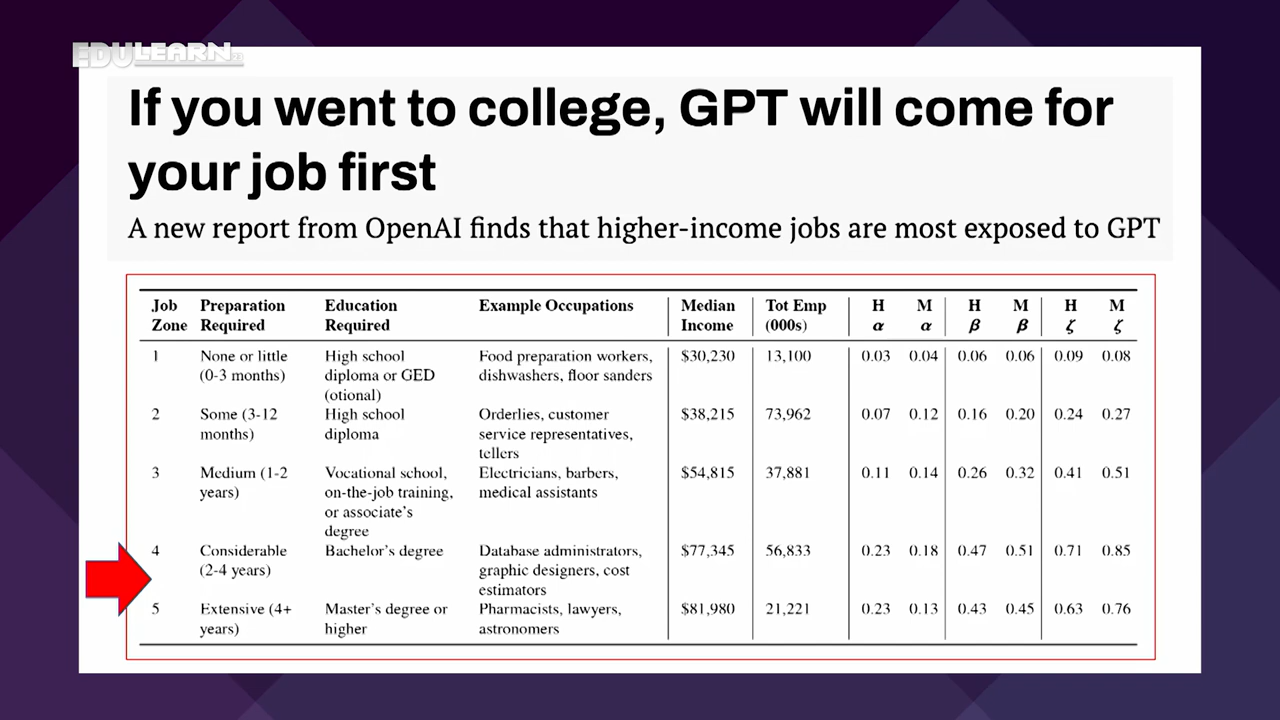 EDULEARN
If you went to college, GPT will come for
your job first
A new report from OpenAI finds that higher-income jobs are most exposed to GPT
Job Preparation Education Example Occupations Median Tot Emp H M H M H M
Zone Required Required Income (000s) α α β β ζ ζ
1 None or little High school Food preparation workers, $30,230 13,100 0.03 0.04 0.06 0.06 0.09 0.08
(0-3 months) diploma or GED dishwashers, floor sanders
(otional)
2 Some (3-12 High school Orderlies, customer $38,215 73,962 0.07 0.12 0.16 0.20 0.24 0.27
months) diploma service representatives,
tellers
3 Medium (1-2 Vocational school, Electricians, barbers, $54,815 37,881 0.11 0.14 0.26 0.32 0.41 0.51
years) on-the-job training, medical assistants
or associate's
degree
4 Considerable Bachelor's degree Database administrators, $77,345 56,833 0.23 0.18 0.47 0.51 0.71 0.85
(2-4 years) graphic designers, cost
estimators
5 Extensive (4+ Master's degree or Pharmacists, lawyers, $81,980 21,221 0.23 0.13 0.43 0.45 0.63 0.76
years) higher astronomers